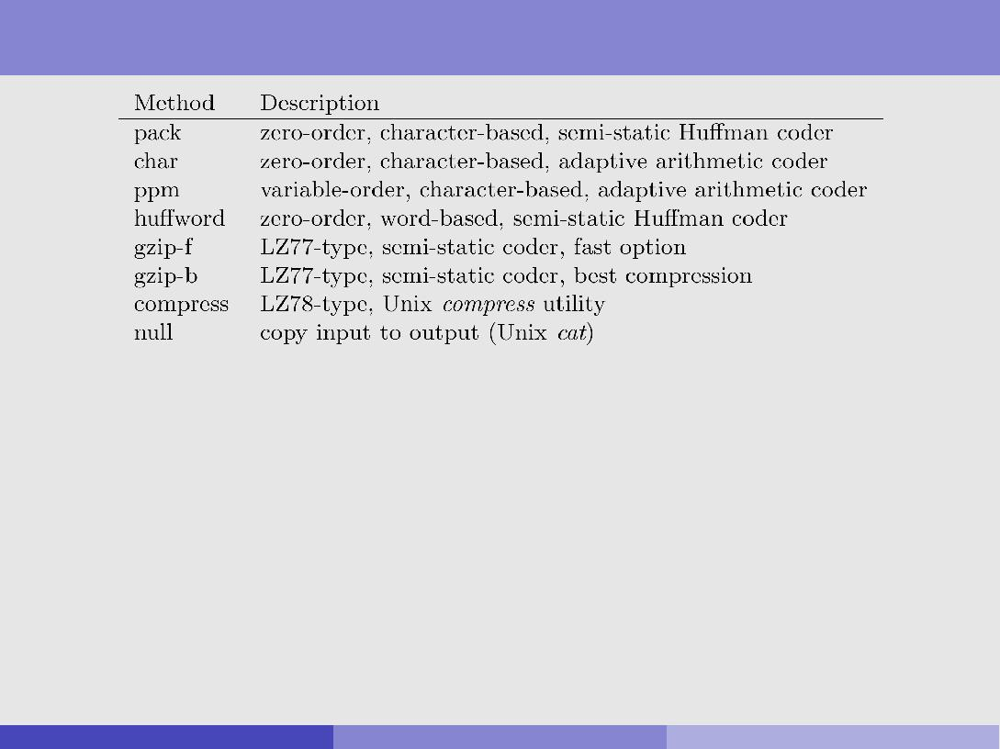 Method Description
pack zero-order, character-based, semi-static Huffman coder
char zero-order, character-based, adaptive arithmetic coder
ppm variable-order, character-based, adaptive arithmetic coder
huffword zero-order, word-based, semi-static Huffman coder
gzip-f LZ77-type, semi-static coder, fast option
gzip-b LZ77-type, semi-static coder, best compression
compress LZ78-type, Unix compress utility
null copy input to output (Unix cat)